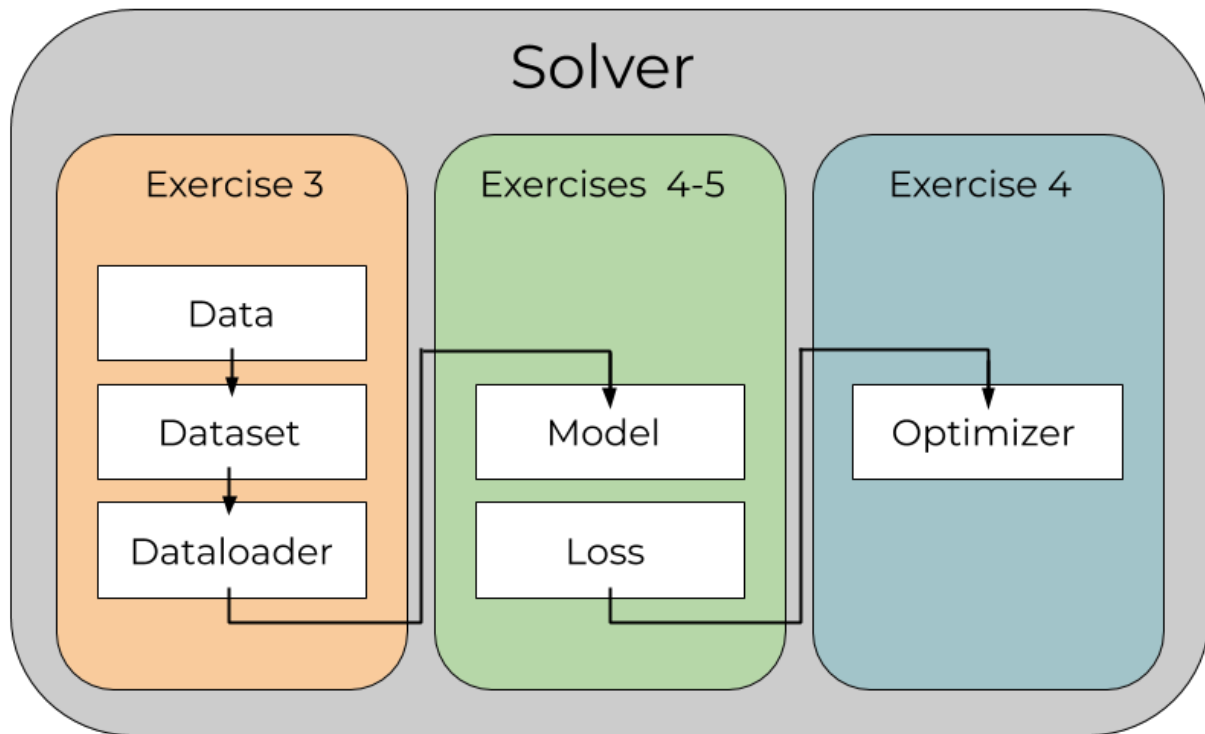 Solver
Exercise 3
Data
Dataset
Dataloader
Exercises 4-5
Model
Loss
Exercise 4
Optimizer